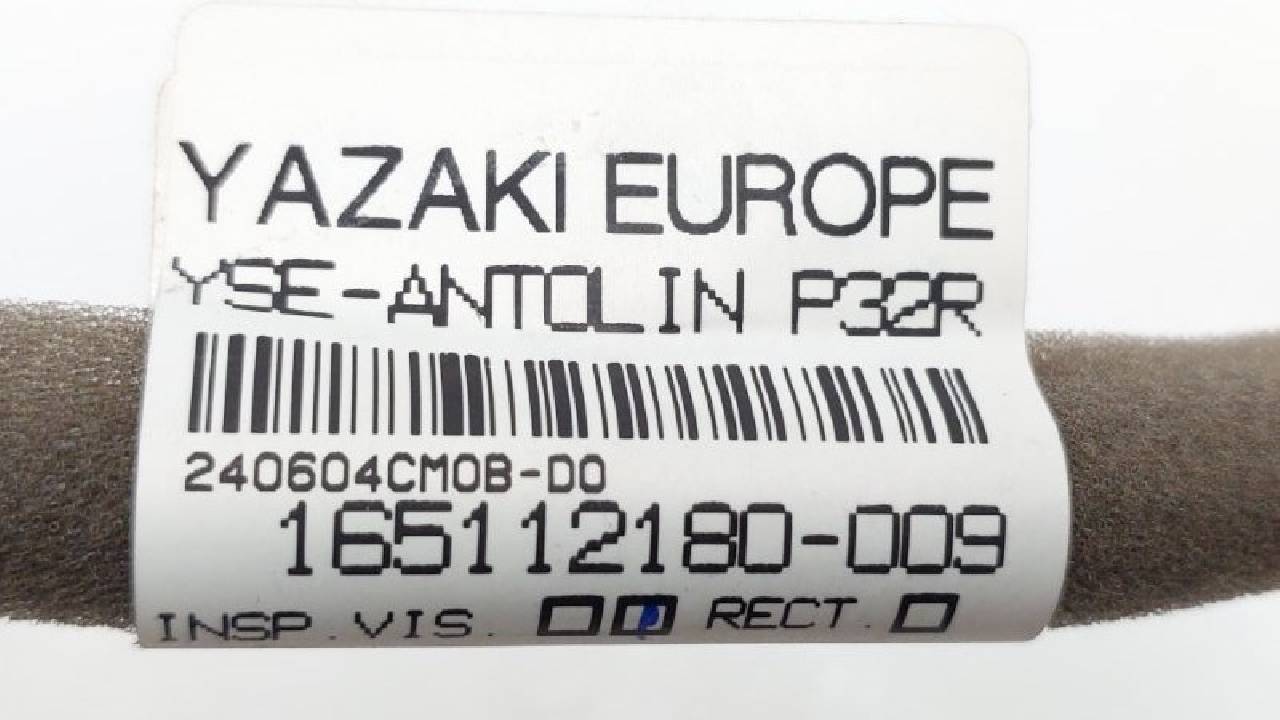 YAZAKI EUROPE
YSE-ANTOLIN P32R
240604CM0B-D0
165112180-009
INSP.VIS. RECT.